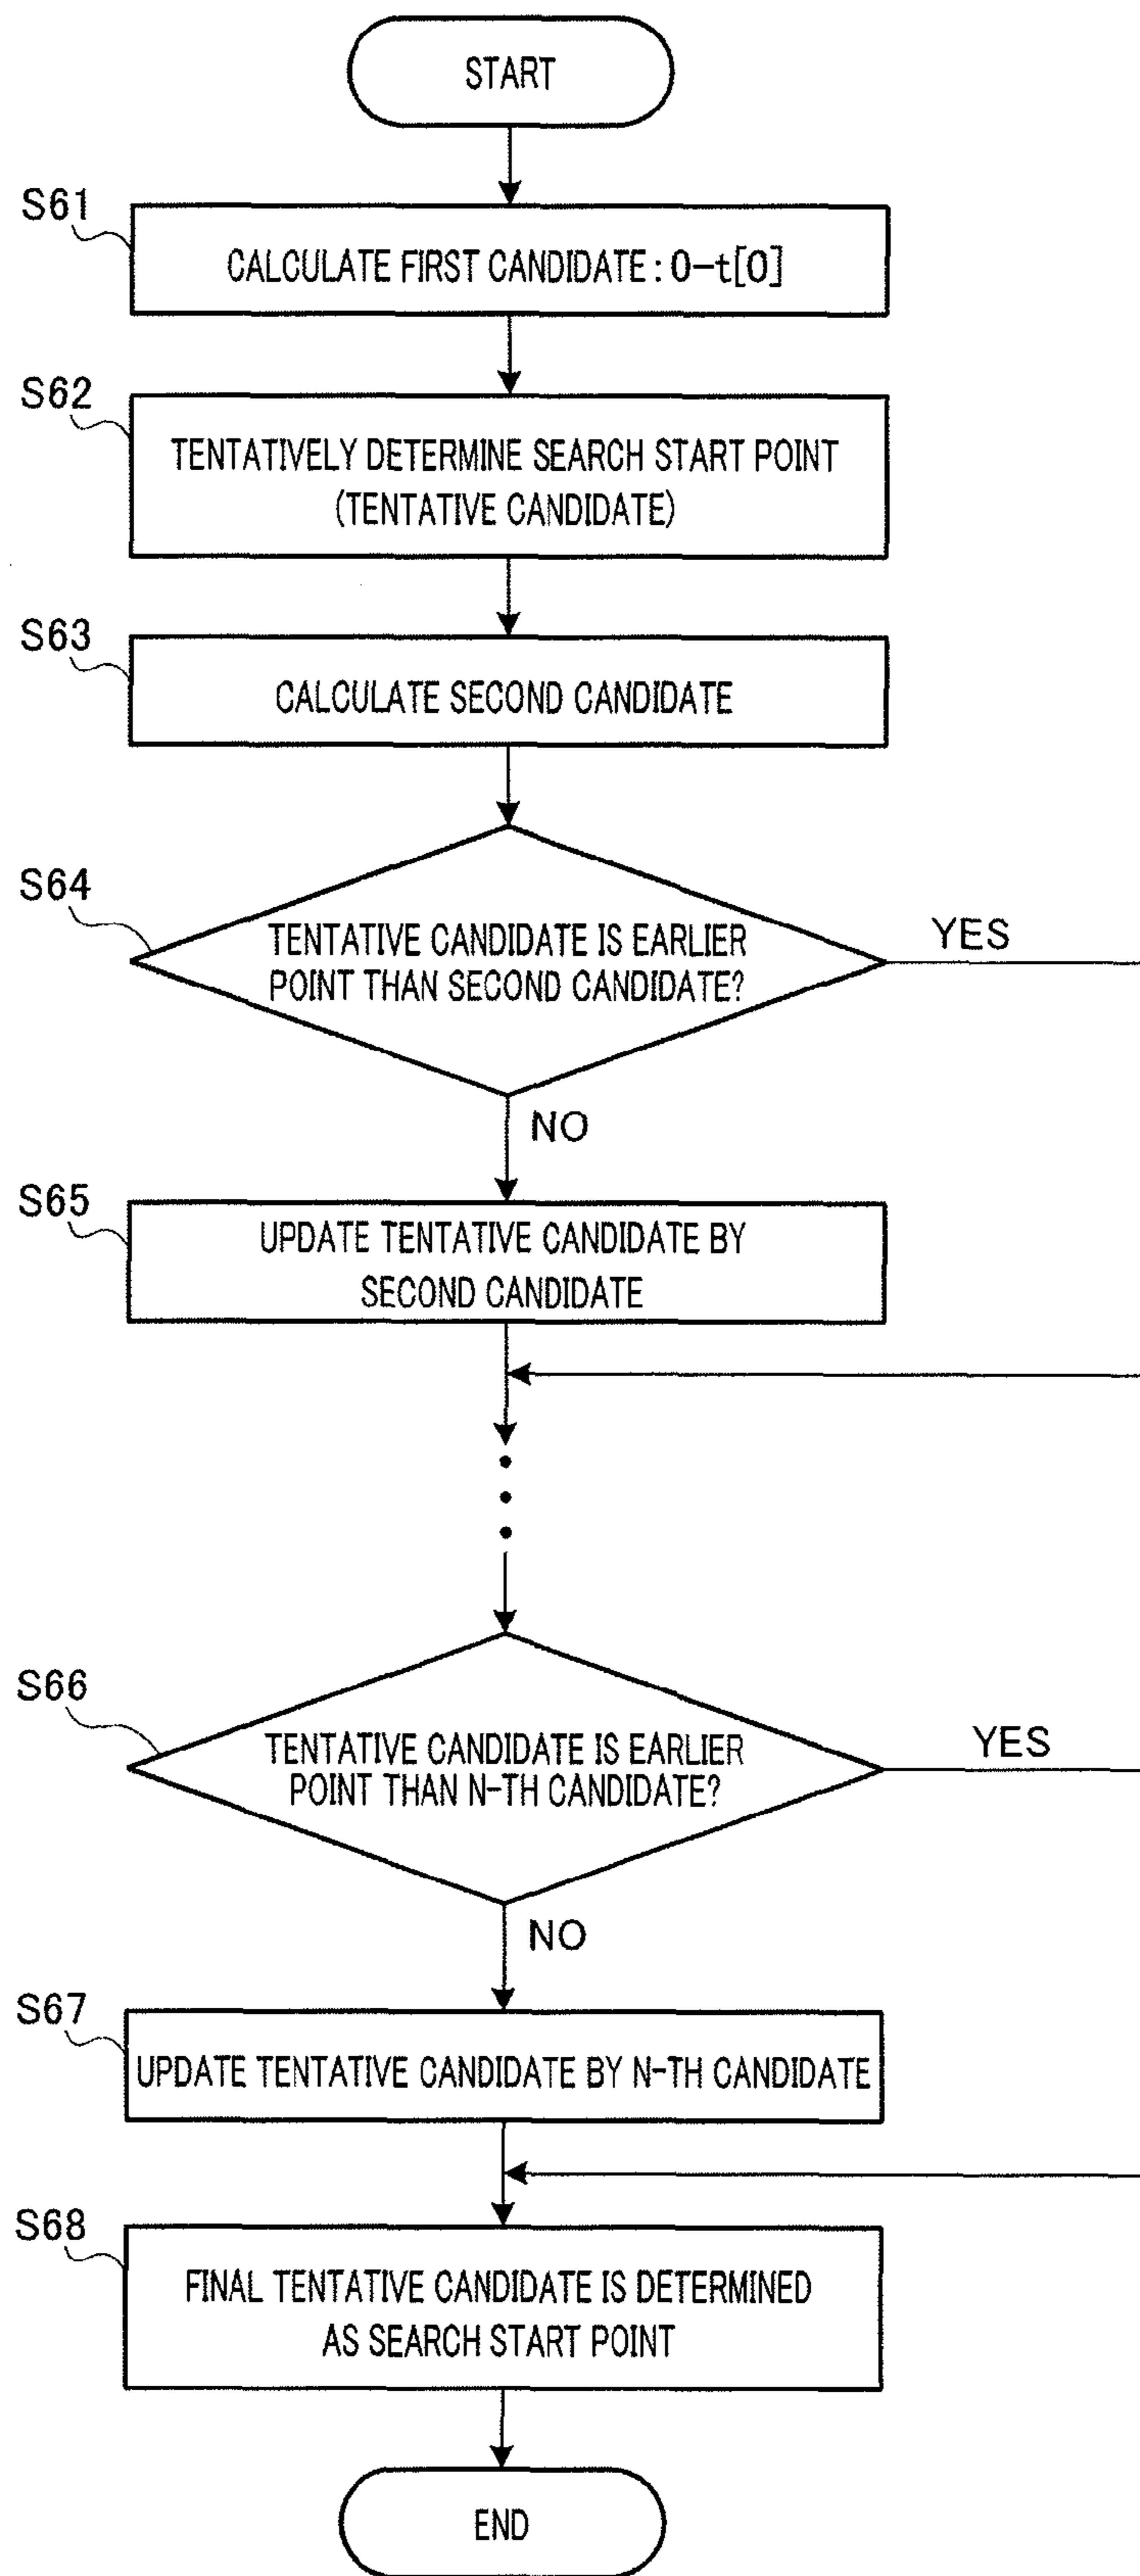 START
S61
CALCULATE FIRST CANDIDATE : 0-t[0]
S62
TENTATIVELY DETERMINE SEARCH START POINT
(TENTATIVE CANDIDATE)
S63
CALCULATE SECOND CANDIDATE
S64
TENTATIVE CANDIDATE IS EARLIER
POINT THAN SECOND CANDIDATE?
YES
NO
S65
UPDATE TENTATIVE CANDIDATE BY
SECOND CANDIDATE
S66
TENTATIVE CANDIDATE IS EARLIER
POINT THAN N-TH CANDIDATE?
YES
NO
S67
UPDATE TENTATIVE CANDIDATE BY N-TH CANDIDATE
S68
FINAL TENTATIVE CANDIDATE IS DETERMINED
AS SEARCH START POINT
END